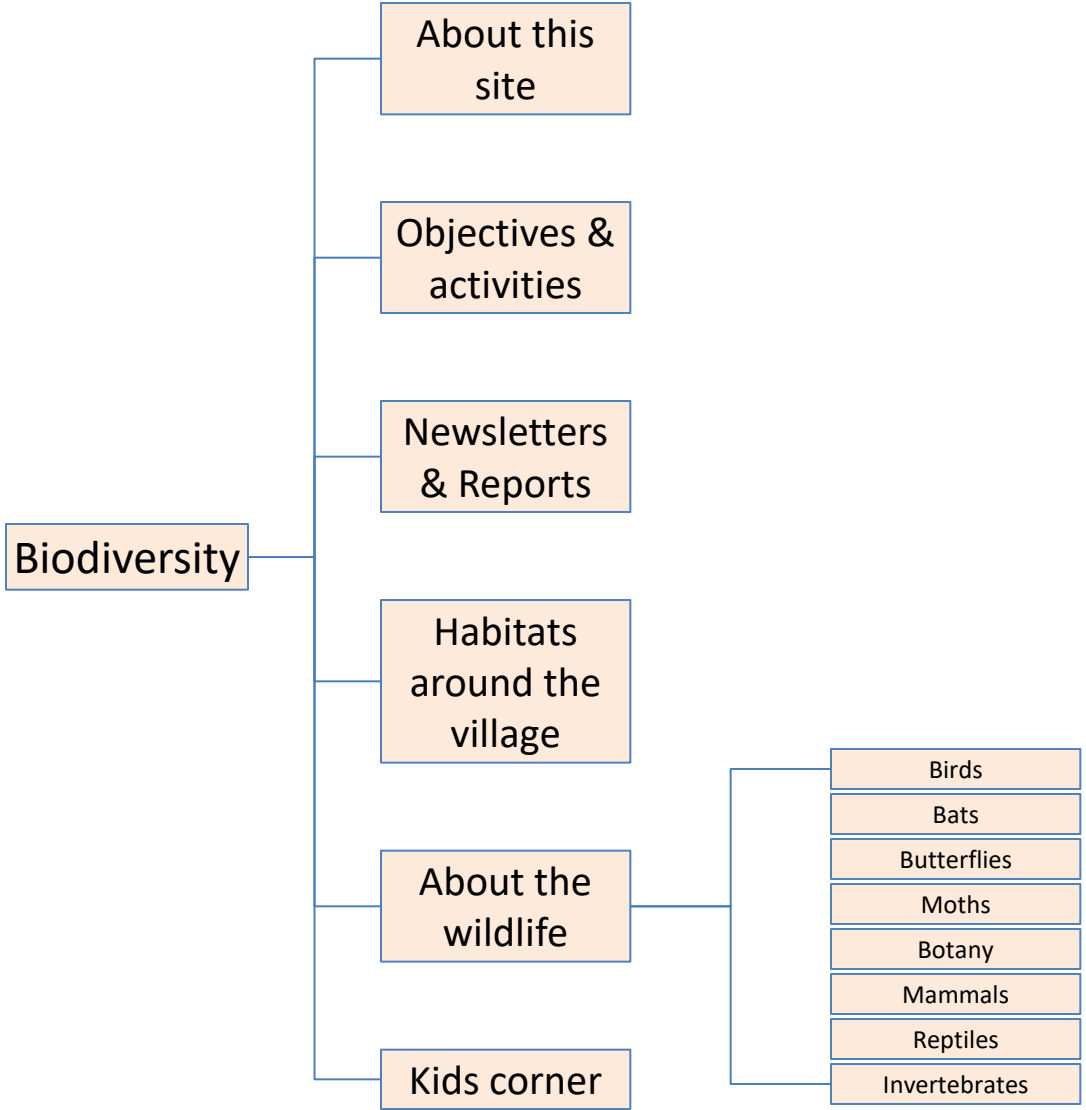 About this
site
Objectives &
activities
Newsletters
& Reports
Biodiversity
Habitats
around the
village
About the
wildlife
Birds
Bats
Butterflies
Moths
Botany
Mammals
Reptiles
Invertebrates
Kids corner